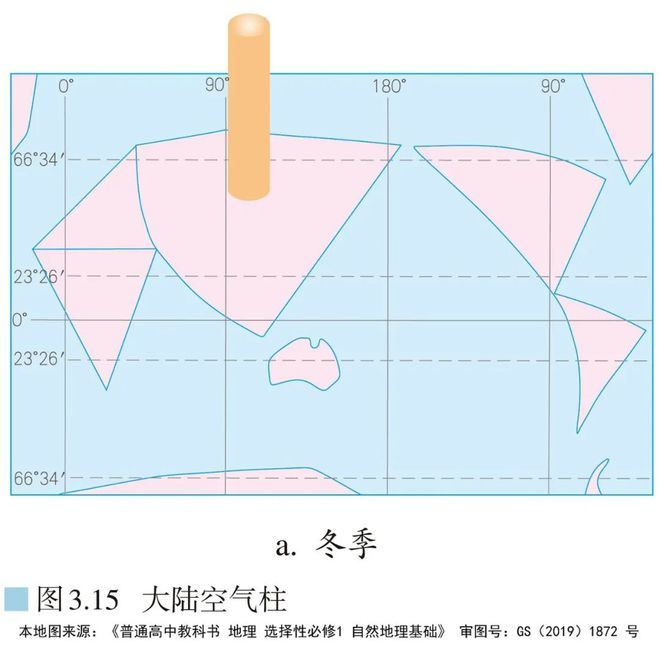 0° 90° 180° 90°
66°34′
23°26′
0°
23°26′
66°34′
a. 冬季
图3.15 大陆空气柱
本地图来源：《普通高中教科书 地理 选择性必修1 自然地理基础》 审图号：GS（2019）1872 号